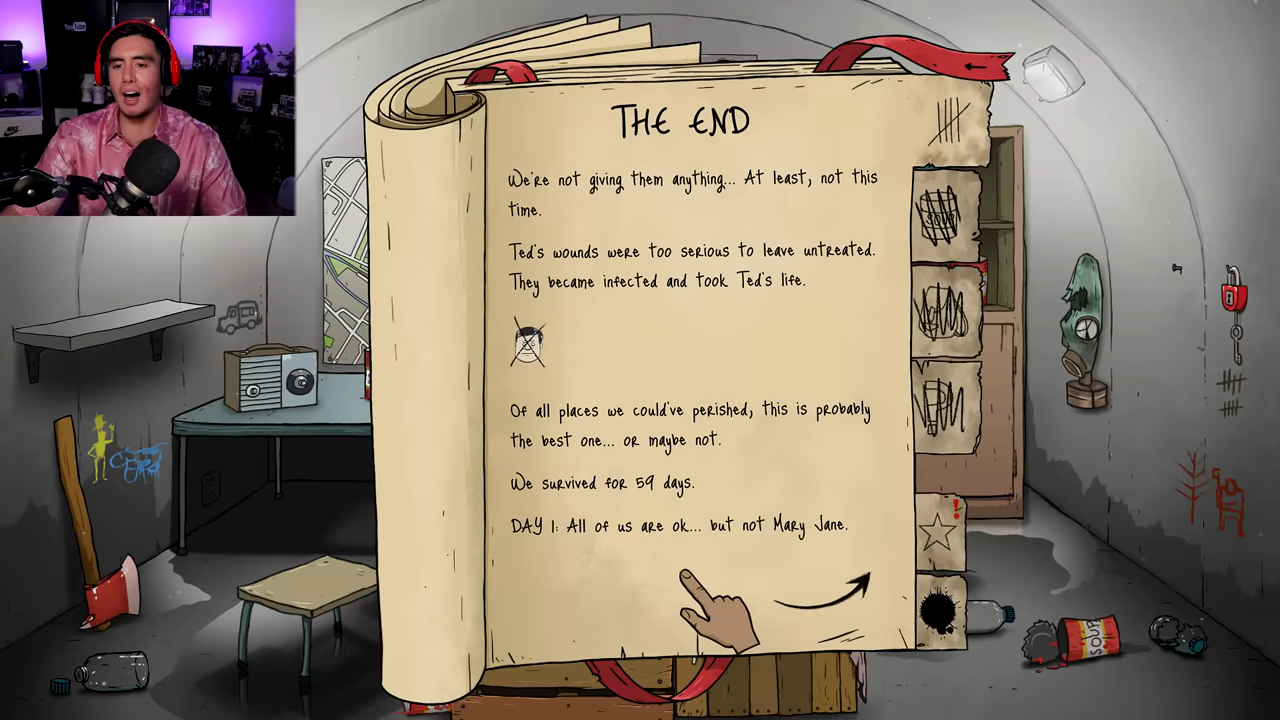 THE END
We're not giving them anything... At least, not this
time.
Ted's wounds were too serious to leave untreated.
They became infected and took Ted's life.
Of all places we could've perished, this is probably
the best one... or maybe not.
We survived for 59 days.
DAY 1: All of us are ok... but not Mary Jane.
SOUP
YouTube